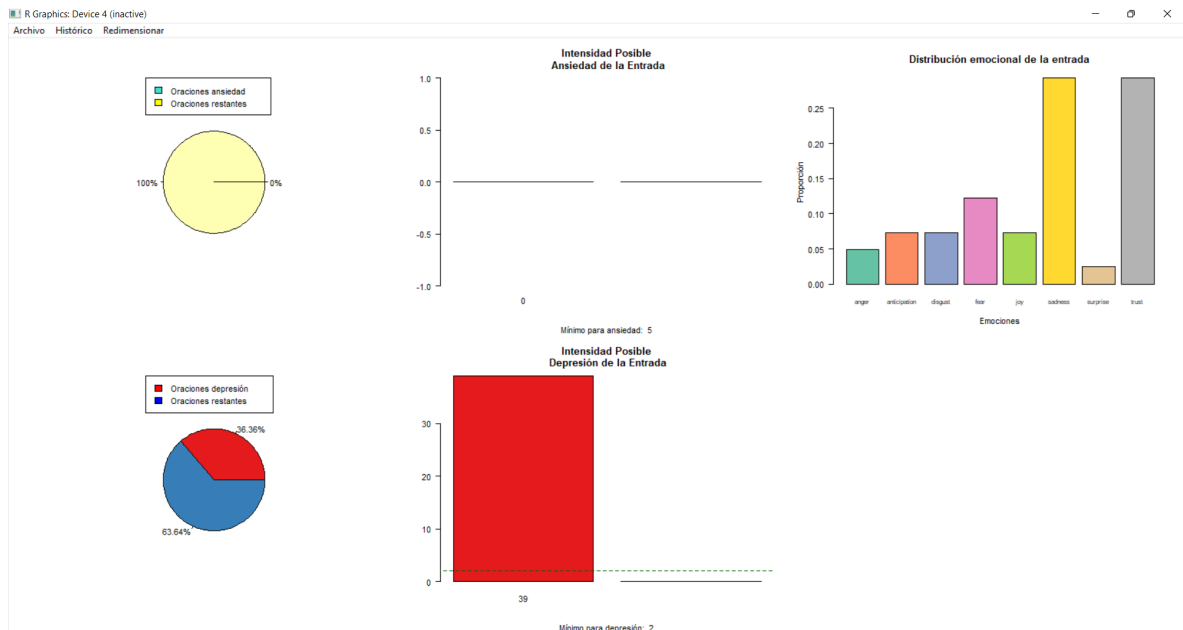 R Graphics: Device 4 (inactive)
Archivo Histórico Redimensionar
Oraciones ansiedad
Oraciones restantes
100%
0%
Intensidad Posible
Ansiedad de la Entrada
1.0
0.5
0.0
-0.5
-1.0
0
Mínimo para ansiedad: 5
Distribución emocional de la entrada
Proporción
0.25
0.20
0.15
0.10
0.05
0.00
anger anticipation disgust fear joy sadness surprise trust
Emociones
Oraciones depresión
Oraciones restantes
36.36%
63.64%
Intensidad Posible
Depresión de la Entrada
30
20
10
0
39
Mínimo para depresión: 2